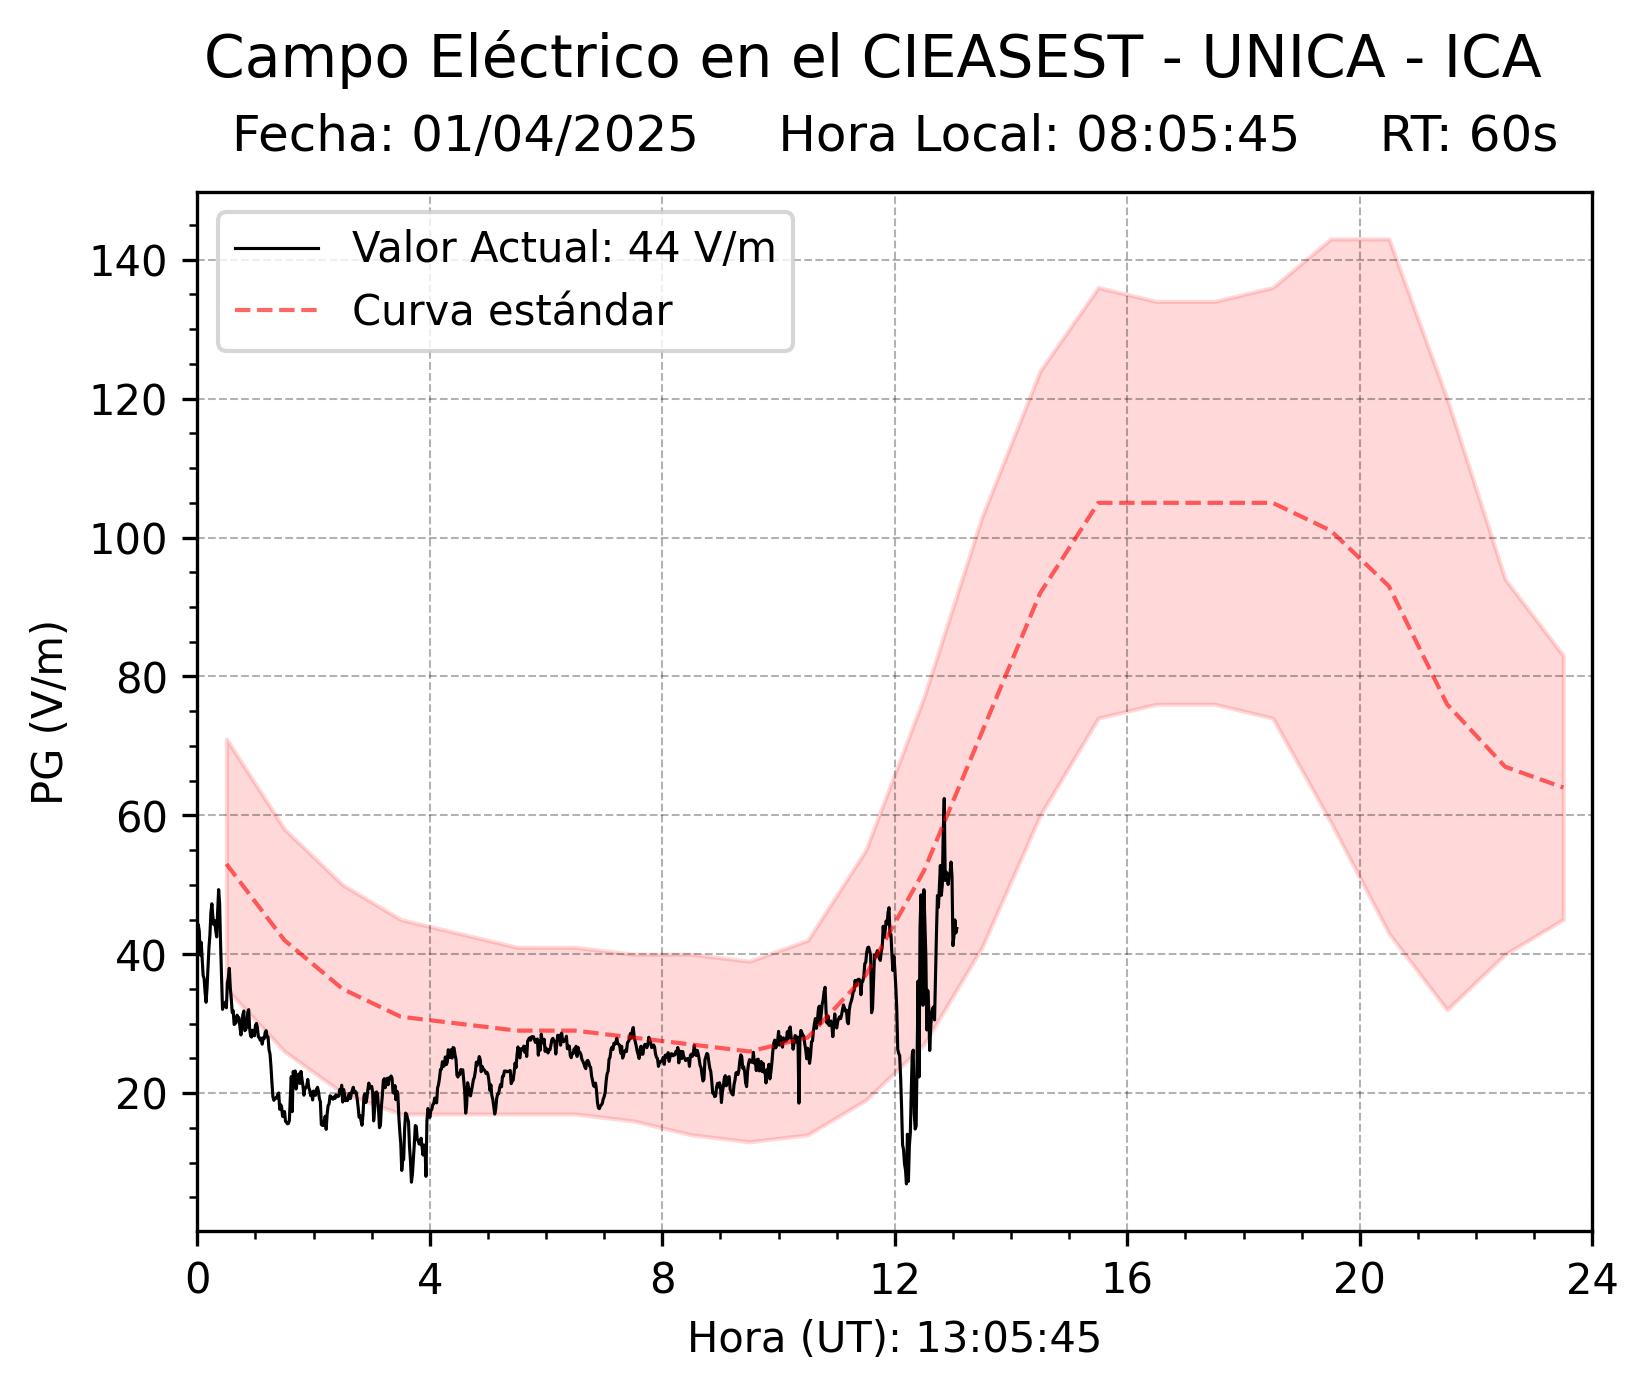 Campo Eléctrico en el CIEASEST - UNICA - ICA
Fecha: 01/04/2025 Hora Local: 08:05:45 RT: 60s
Valor Actual: 44 V/m
Curva estándar
140
120
100
80
60
40
20
PG (V/m)
0 4 8 12 16 20 24
Hora (UT): 13:05:45